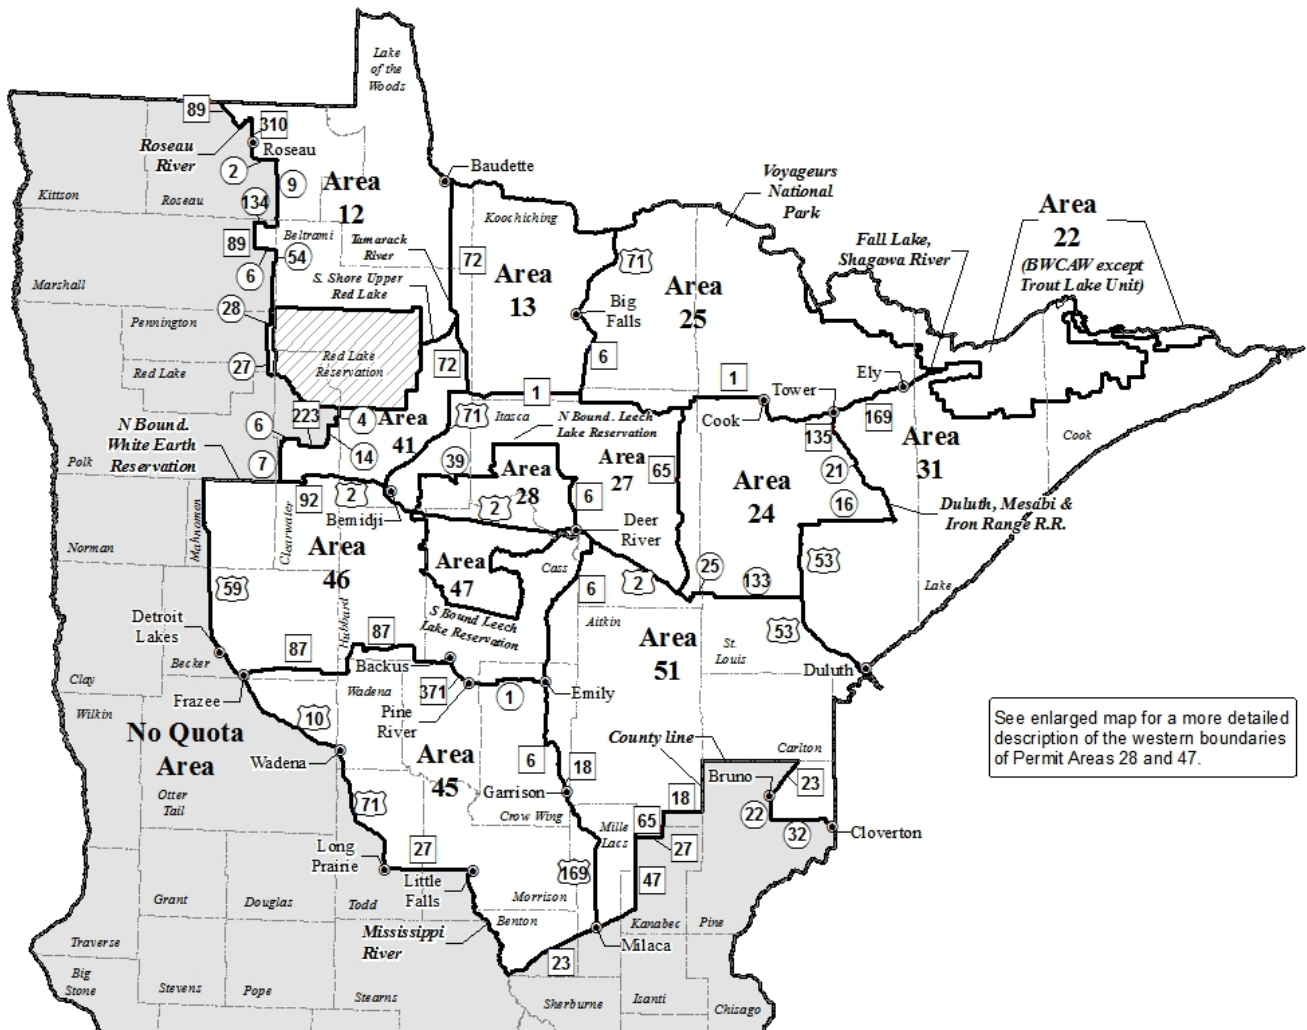 Lake
of the
Woods
89
310
Roseau
River
Roseau
2
9
Area
12
Baudette
Kittson
Roseau
134
Koochiching
Voyageurs
National
Park
Area
22
(BWCAW except
Trout Lake Unit)
Fall Lake,
Shagawa River
89
Beltrami
54
Tamarack
River
72
71
6
S. Shore Upper
Red Lake
Area
13
Area
25
Marshall
28
Big
Falls
Pennington
Red Lake
Red Lake
Reservation
27
72
6
1
1
Tower
Ely
Cook
169
223
4
Area
41
71
Itasca
N Bound. Leech
Lake Reservation
135
Area
31
Cook
N Bound.
White Earth
Reservation
6
14
7
39
Area
28
Area
27
65
21
Area
24
16
Polk
92
2
Bemidji
2
6
Deer
River
Duluth, Mesabi &
Iron Range R.R.
Mahnomen
Clearwater
Norman
Area
46
Area
47
Cass
25
133
53
Lake
59
2
6
Hubbard
S Bound Leech
Lake Reservation
Aitkin
53
Detroit
Lakes
87
87
Area
51
St.
Louis
Becker
Backus
Duluth
Clay
Frazee
Wadena
371
Pine
River
1
Emily
Wilkin
10
No Quota
Area
Wadena
County line
Carlton
Area
45
6
18
Bruno
23
Otter
Tail
71
Garrison
18
22
Crow Wing
Mille
Lacs
65
32
Cloverton
27
Long
Prairie
27
Little
Falls
169
47
Grant
Douglas
Todd
Morrison
Benton
Kanabec
Pine
Mississippi
River
Milaca
Traverse
23
Big
Stone
Stevens
Pope
Stearns
Sherburne
Isanti
Chisago
See enlarged map for a more detailed
description of the western boundaries
of Permit Areas 28 and 47.